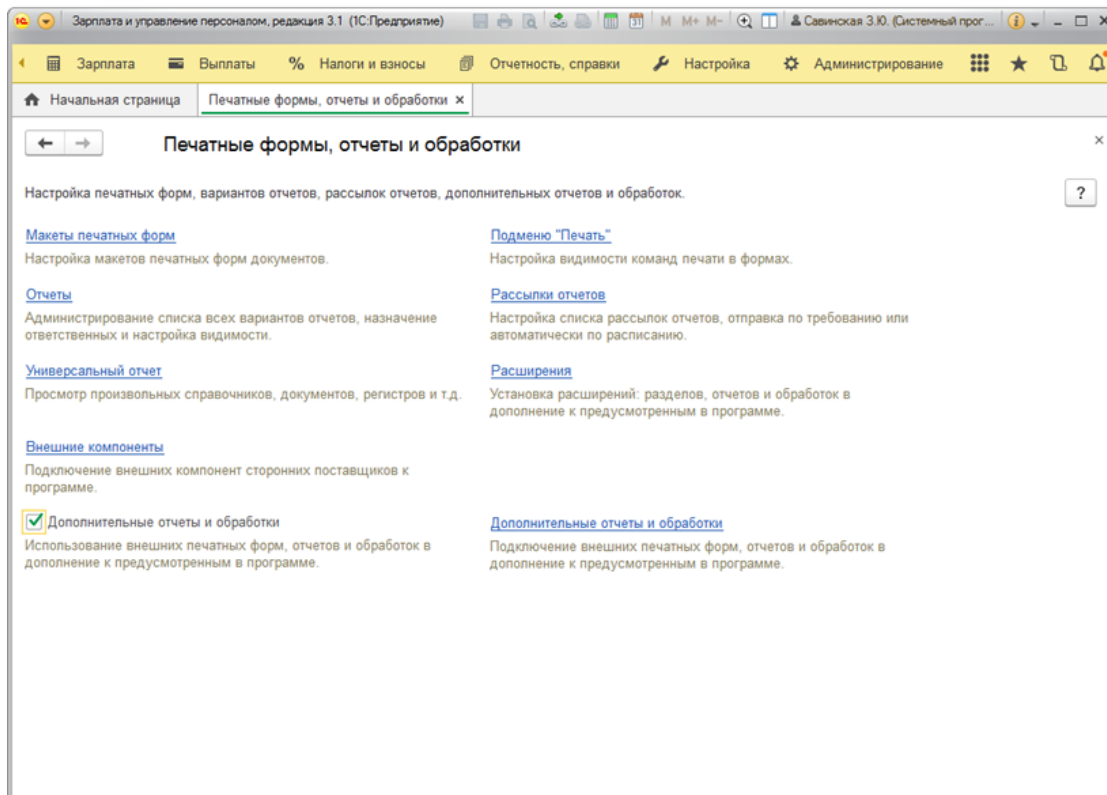 1С Зарплата и управление персоналом, редакция 3.1 (1С:Предприятие) 31 M M+ M- Савинская З.Ю. (Системный прог... i
Зарплата Выплаты % Налоги и взносы Отчетность, справки Настройка Администрирование
Начальная страница Печатные формы, отчеты и обработки ×
Печатные формы, отчеты и обработки
Настройка печатных форм, вариантов отчетов, рассылок отчетов, дополнительных отчетов и обработок. ?
Макеты печатных форм Подменю "Печать"
Настройка макетов печатных форм документов. Настройка видимости команд печати в формах.
Отчеты Рассылки отчетов
Администрирование списка всех вариантов отчетов, назначение Настройка списка рассылок отчетов, отправка по требованию или
ответственных и настройка видимости. автоматически по расписанию.
Универсальный отчет Расширения
Просмотр произвольных справочников, документов, регистров и т.д. Установка расширений: разделов, отчетов и обработок в
дополнение к предусмотренным в программе.
Внешние компоненты
Подключение внешних компонент сторонних поставщиков к
программе.
Дополнительные отчеты и обработки Дополнительные отчеты и обработки
Использование внешних печатных форм, отчетов и обработок в Подключение внешних печатных форм, отчетов и обработок в
дополнение к предусмотренным в программе. дополнение к предусмотренным в программе.